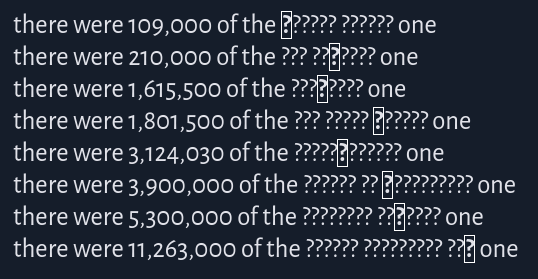 there were 109,000 of the ?????? ?????? one
there were 210,000 of the ??? ??????? one
there were 1,615,500 of the ???????? one
there were 1,801,500 of the ??? ????? ?????? one
there were 3,124,030 of the ???????????? one
there were 3,900,000 of the ?????? ?? ?????????? one
there were 5,300,000 of the ???????? ??????? one
there were 11,263,000 of the ?????? ????????? ??? one